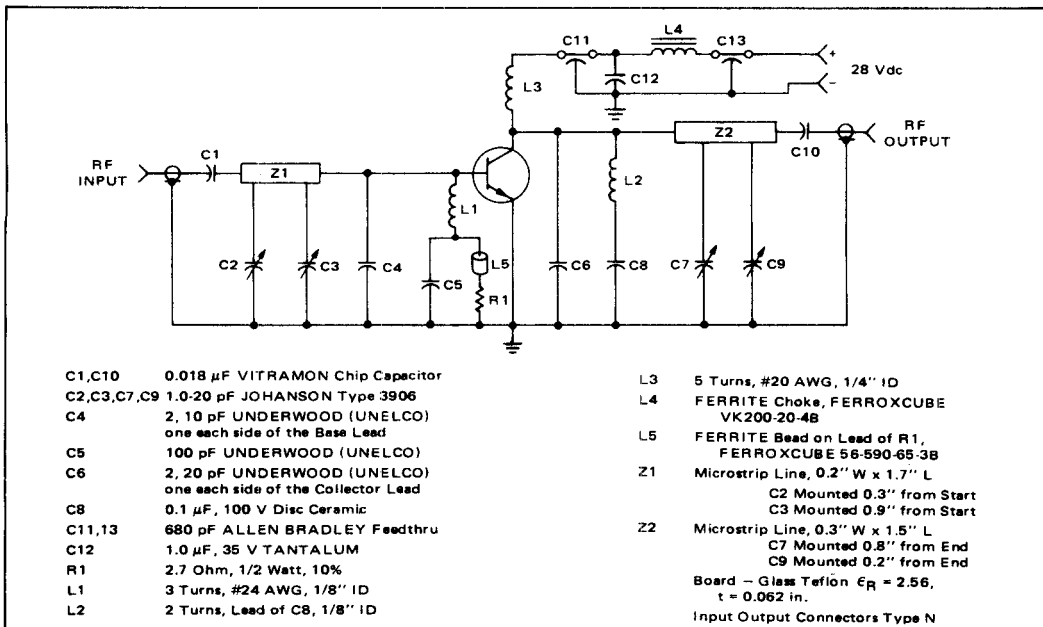 C11
L4
C13
+
28 Vdc
−
C12
L3
RF
INPUT
C1
Z1
Z2
C10
RF
OUTPUT
L1
L2
C2
C3
C4
C5
L5
R1
C6
C8
C7
C9
C1,C10 0.018 μF VITRAMON Chip Capacitor
C2,C3,C7,C9 1.0-20 pF JOHANSON Type 3906
C4 2, 10 pF UNDERWOOD (UNELCO)
one each side of the Base Lead
C5 100 pF UNDERWOOD (UNELCO)
C6 2, 20 pF UNDERWOOD (UNELCO)
one each side of the Collector Lead
C8 0.1 μF, 100 V Disc Ceramic
C11,13 680 pF ALLEN BRADLEY Feedthru
C12 1.0 μF, 35 V TANTALUM
R1 2.7 Ohm, 1/2 Watt, 10%
L1 3 Turns, #24 AWG, 1/8'' ID
L2 2 Turns, Lead of C8, 1/8'' ID
L3 5 Turns, #20 AWG, 1/4'' ID
L4 FERRITE Choke, FERROXCUBE
VK200-20-4B
L5 FERRITE Bead on Lead of R1,
FERROXCUBE 56-590-65-3B
Z1 Microstrip Line, 0.2'' W x 1.7'' L
C2 Mounted 0.3'' from Start
C3 Mounted 0.9'' from Start
Z2 Microstrip Line, 0.3'' W x 1.5'' L
C7 Mounted 0.8'' from End
C9 Mounted 0.2'' from End
Board – Glass Teflon ϵR = 2.56,
t = 0.062 in.
Input Output Connectors Type N